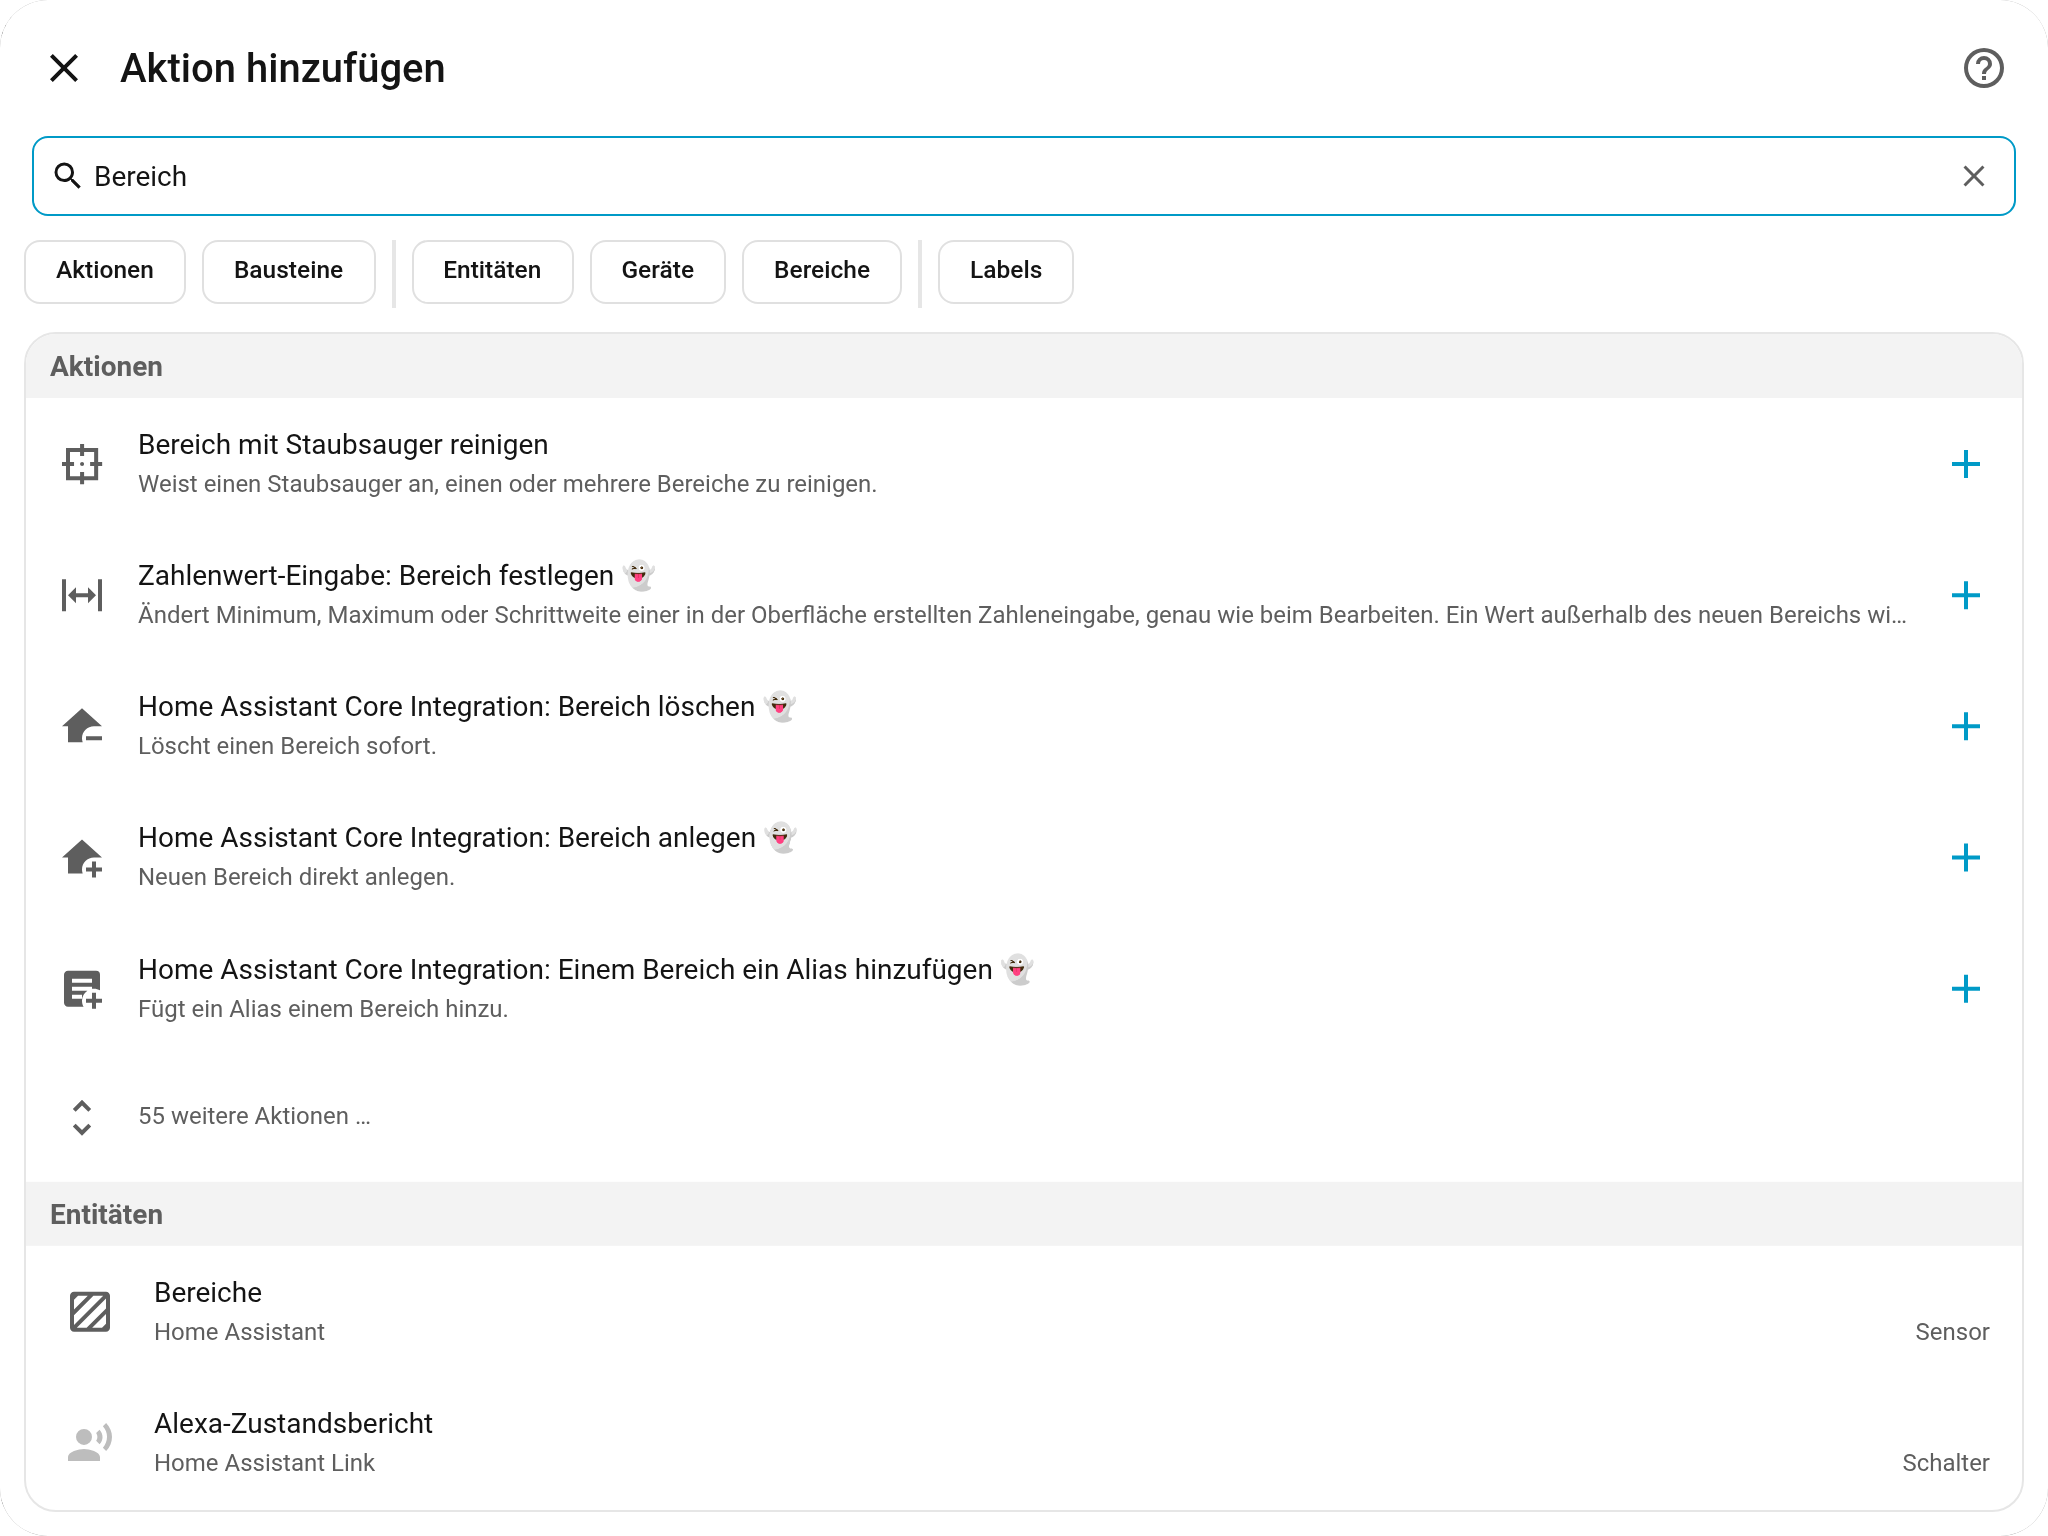 Aktion hinzufügen
Bereich
Aktionen
Bausteine
Entitäten
Geräte
Bereiche
Labels
Aktionen
Bereich mit Staubsauger reinigen
Weist einen Staubsauger an, einen oder mehrere Bereiche zu reinigen.
Zahlenwert-Eingabe: Bereich festlegen 👻
Ändert Minimum, Maximum oder Schrittweite einer in der Oberfläche erstellten Zahleneingabe, genau wie beim Bearbeiten. Ein Wert außerhalb des neuen Bereichs wi…
Home Assistant Core Integration: Bereich löschen 👻
Löscht einen Bereich sofort.
Home Assistant Core Integration: Bereich anlegen 👻
Neuen Bereich direkt anlegen.
Home Assistant Core Integration: Einem Bereich ein Alias hinzufügen 👻
Fügt ein Alias einem Bereich hinzu.
55 weitere Aktionen …
Entitäten
Bereiche
Home Assistant
Sensor
Alexa-Zustandsbericht
Home Assistant Link
Schalter